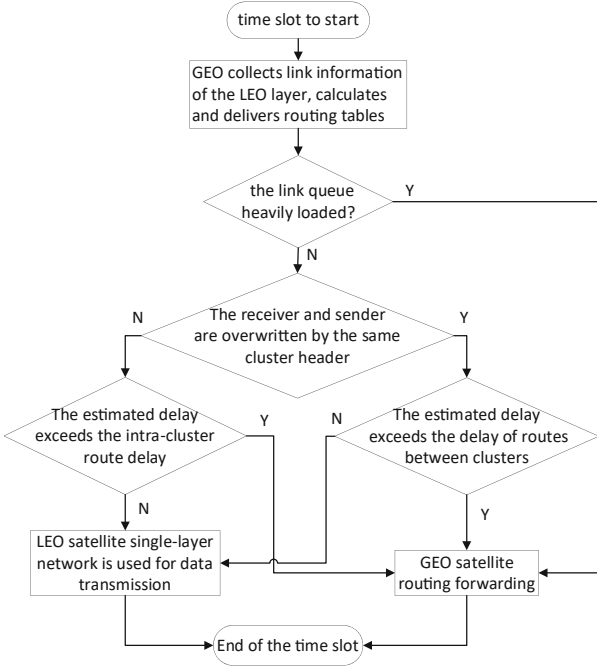 time slot to start
GEO collects link information
of the LEO layer, calculates
and delivers routing tables
the link queue
heavily loaded?
Y
N
N
The receiver and sender
are overwritten by the same
cluster header
Y
The estimated delay
exceeds the intra-cluster
route delay
Y
N
The estimated delay
exceeds the delay of routes
between clusters
N
Y
LEO satellite single-layer
network is used for data
transmission
GEO satellite
routing forwarding
End of the time slot